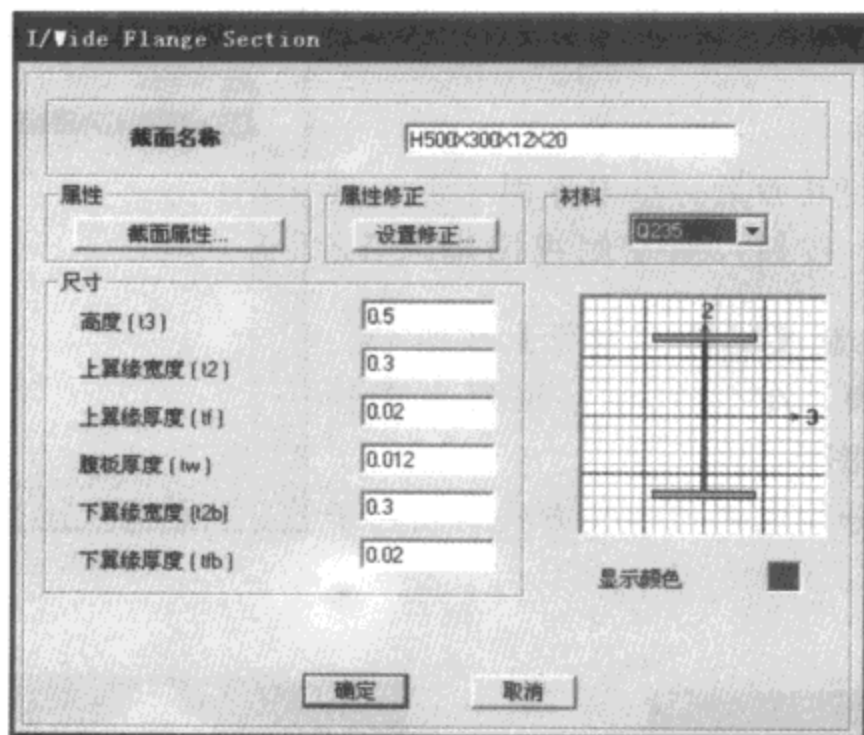 I/Wide Flange Section
截面名称 H500X300X12X20
属性 属性修正 材料
截面属性... 设置修正... Q235
尺寸
高度 ( t3 ) 0.5
上翼缘宽度 ( t2 ) 0.3
上翼缘厚度 ( tf ) 0.02
腹板厚度 ( tw ) 0.012
下翼缘宽度 (t2b) 0.3
下翼缘厚度 ( tfb ) 0.02
2
3
显示颜色
确定 取消